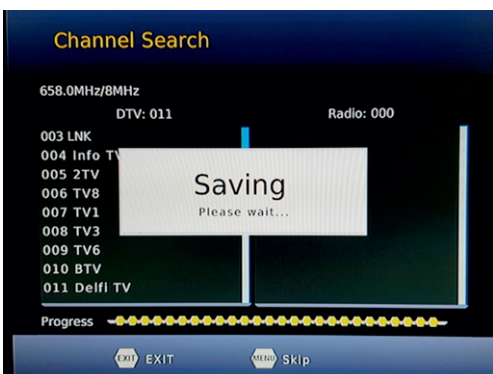 Channel Search
658.0MHz/8MHz
DTV: 011 Radio: 000
003 LNK
004 Info TV
005 2TV
006 TV8
007 TV1
008 TV3
009 TV6
010 BTV
011 Delfi TV
Saving
Please wait...
Progress
EXIT EXIT MENU Skip